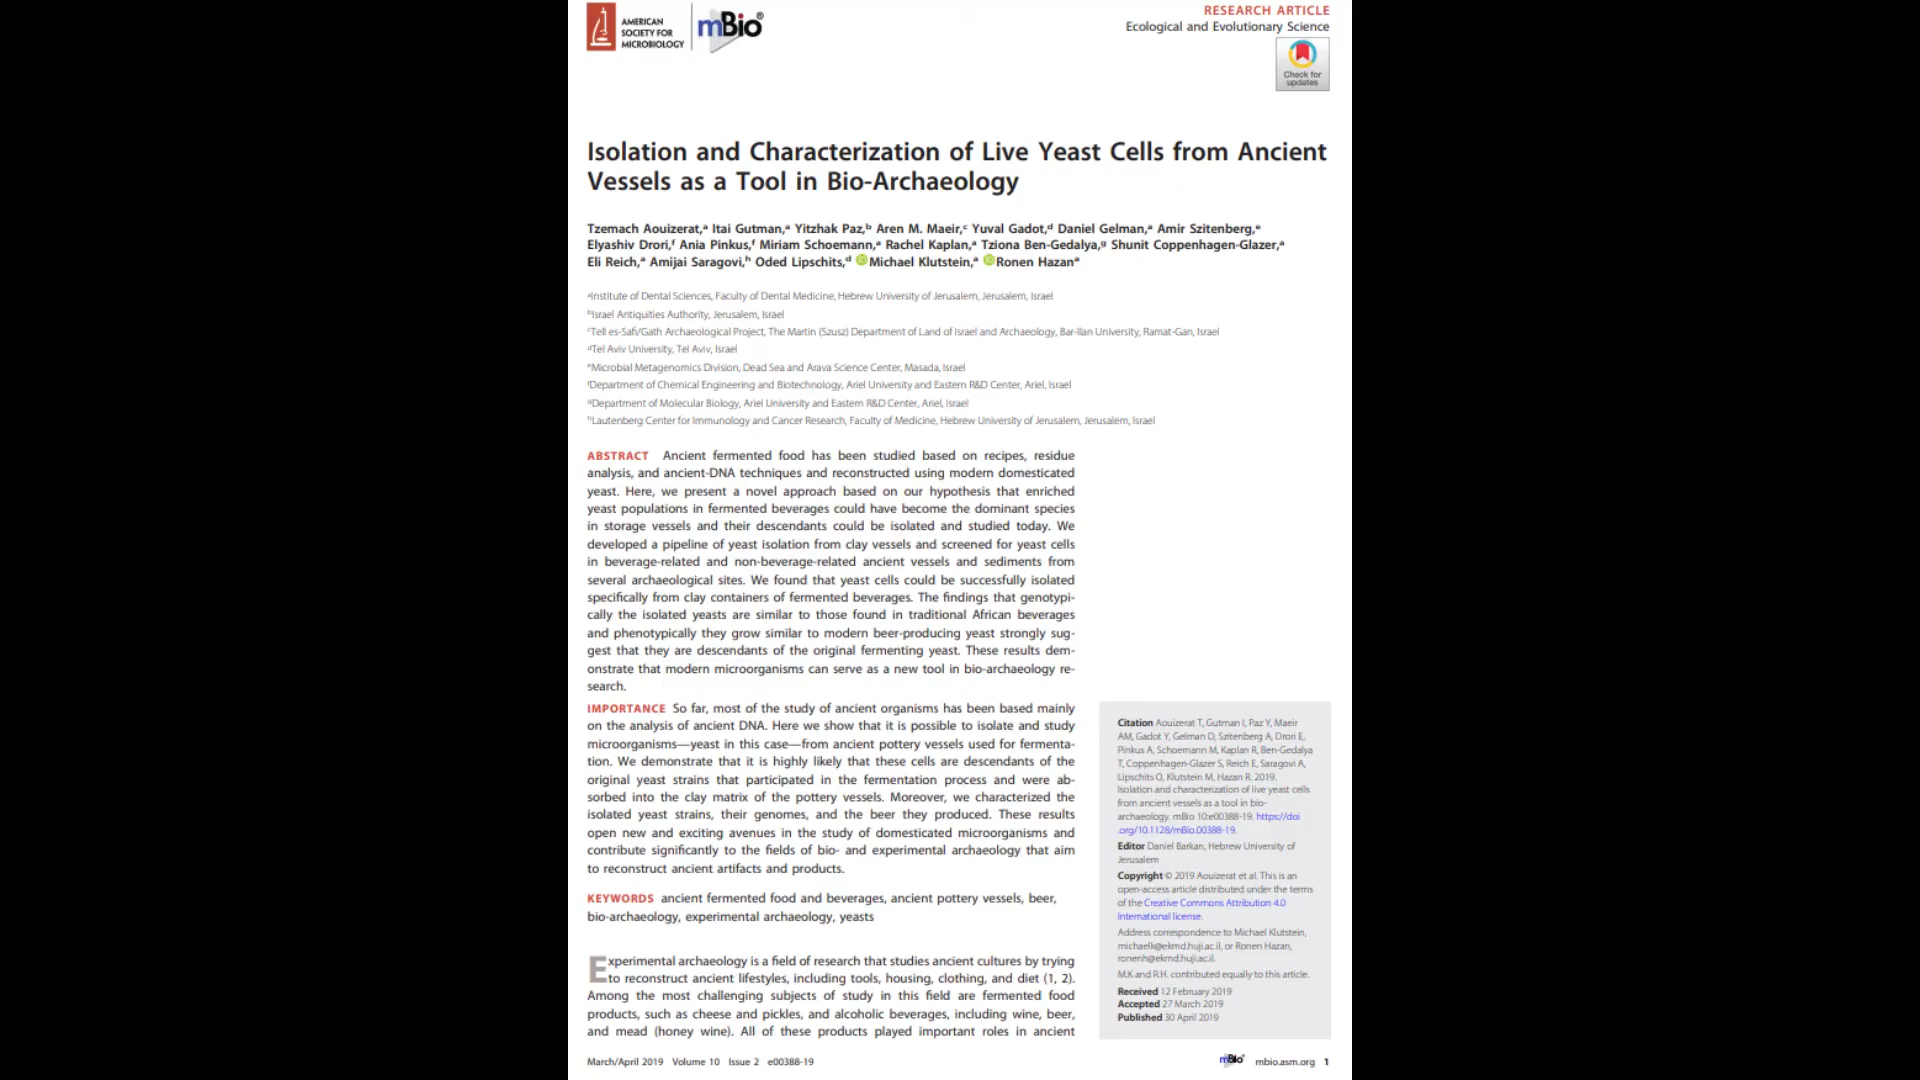 AMERICAN
SOCIETY FOR
MICROBIOLOGY
mBio®
RESEARCH ARTICLE
Ecological and Evolutionary Science
Check for
updates
Isolation and Characterization of Live Yeast Cells from Ancient
Vessels as a Tool in Bio-Archaeology
Tzemach Aouizerat,ᵃ Itai Gutman,ᵃ Yitzhak Paz,ᵇ Aren M. Maeir,ᶜ Yuval Gadot,ᵈ Daniel Gelman,ᵃ Amir Szitenberg,ᵉ
Elyashiv Drori,ᶠ Ania Pinkus,ᶠ Miriam Schoemann,ᵃ Rachel Kaplan,ᵃ Tziona Ben-Gedalya,ᵍ Shunit Coppenhagen-Glazer,ᵃ
Eli Reich,ᵃ Amijai Saragovi,ʰ Oded Lipschits,ᵈ Michael Klutstein,ᵃ Ronen Hazanᵃ
ᵃInstitute of Dental Sciences, Faculty of Dental Medicine, Hebrew University of Jerusalem, Jerusalem, Israel
ᵇIsrael Antiquities Authority, Jerusalem, Israel
ᶜTell es-Safi/Gath Archaeological Project, The Martin (Szusz) Department of Land of Israel and Archaeology, Bar-Ilan University, Ramat-Gan, Israel
ᵈTel Aviv University, Tel Aviv, Israel
ᵉMicrobial Metagenomics Division, Dead Sea and Arava Science Center, Masada, Israel
ᶠDepartment of Chemical Engineering and Biotechnology, Ariel University and Eastern R&D Center, Ariel, Israel
ᵍDepartment of Molecular Biology, Ariel University and Eastern R&D Center, Ariel, Israel
ʰLautenberg Center for Immunology and Cancer Research, Faculty of Medicine, Hebrew University of Jerusalem, Jerusalem, Israel
ABSTRACT Ancient fermented food has been studied based on recipes, residue
analysis, and ancient-DNA techniques and reconstructed using modern domesticated
yeast. Here, we present a novel approach based on our hypothesis that enriched
yeast populations in fermented beverages could have become the dominant species
in storage vessels and their descendants could be isolated and studied today. We
developed a pipeline of yeast isolation from clay vessels and screened for yeast cells
in beverage-related and non-beverage-related ancient vessels and sediments from
several archaeological sites. We found that yeast cells could be successfully isolated
specifically from clay containers of fermented beverages. The findings that genotypi-
cally the isolated yeasts are similar to those found in traditional African beverages
and phenotypically they grow similar to modern beer-producing yeast strongly sug-
gest that they are descendants of the original fermenting yeast. These results dem-
onstrate that modern microorganisms can serve as a new tool in bio-archaeology re-
search.
IMPORTANCE So far, most of the study of ancient organisms has been based mainly
on the analysis of ancient DNA. Here we show that it is possible to isolate and study
microorganisms—yeast in this case—from ancient pottery vessels used for fermenta-
tion. We demonstrate that it is highly likely that these cells are descendants of the
original yeast strains that participated in the fermentation process and were ab-
sorbed into the clay matrix of the pottery vessels. Moreover, we characterized the
isolated yeast strains, their genomes, and the beer they produced. These results
open new and exciting avenues in the study of domesticated microorganisms and
contribute significantly to the fields of bio- and experimental archaeology that aim
to reconstruct ancient artifacts and products.
KEYWORDS ancient fermented food and beverages, ancient pottery vessels, beer,
bio-archaeology, experimental archaeology, yeasts
Experimental archaeology is a field of research that studies ancient cultures by trying
to reconstruct ancient lifestyles, including tools, housing, clothing, and diet (1, 2).
Among the most challenging subjects of study in this field are fermented food
products, such as cheese and pickles, and alcoholic beverages, including wine, beer,
and mead (honey wine). All of these products played important roles in ancient
Citation Aouizerat T, Gutman I, Paz Y, Maeir
AM, Gadot Y, Gelman D, Szitenberg A, Drori E,
Pinkus A, Schoemann M, Kaplan R, Ben-Gedalya
T, Coppenhagen-Glazer S, Reich E, Saragovi A,
Lipschits O, Klutstein M, Hazan R. 2019.
Isolation and characterization of live yeast cells
from ancient vessels as a tool in bio-
archaeology. mBio 10:e00388-19. https://doi
.org/10.1128/mBio.00388-19.
Editor Daniel Barkan, Hebrew University of
Jerusalem
Copyright © 2019 Aouizerat et al. This is an
open-access article distributed under the terms
of the Creative Commons Attribution 4.0
International license.
Address correspondence to Michael Klutstein,
michaelk@ekmd.huji.ac.il, or Ronen Hazan,
ronenh@ekmd.huji.ac.il.
M.K and R.H. contributed equally to this article.
Received 12 February 2019
Accepted 27 March 2019
Published 30 April 2019
March/April 2019 Volume 10 Issue 2 e00388-19
mBio® mbio.asm.org 1